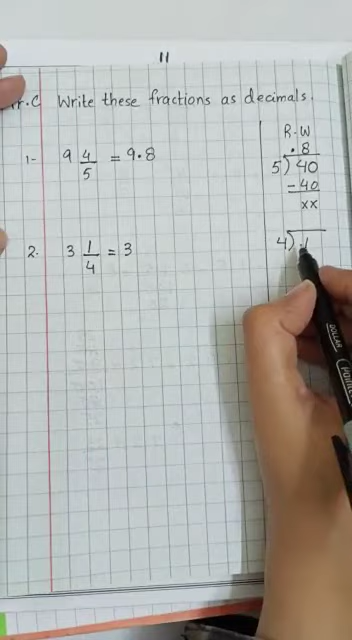 11
r.C Write these fractions as decimals.
1- 9 4/5 = 9.8
R.W
.8
5)40
-40
xx
2. 3 1/4 = 3
4)1
DOLLAR